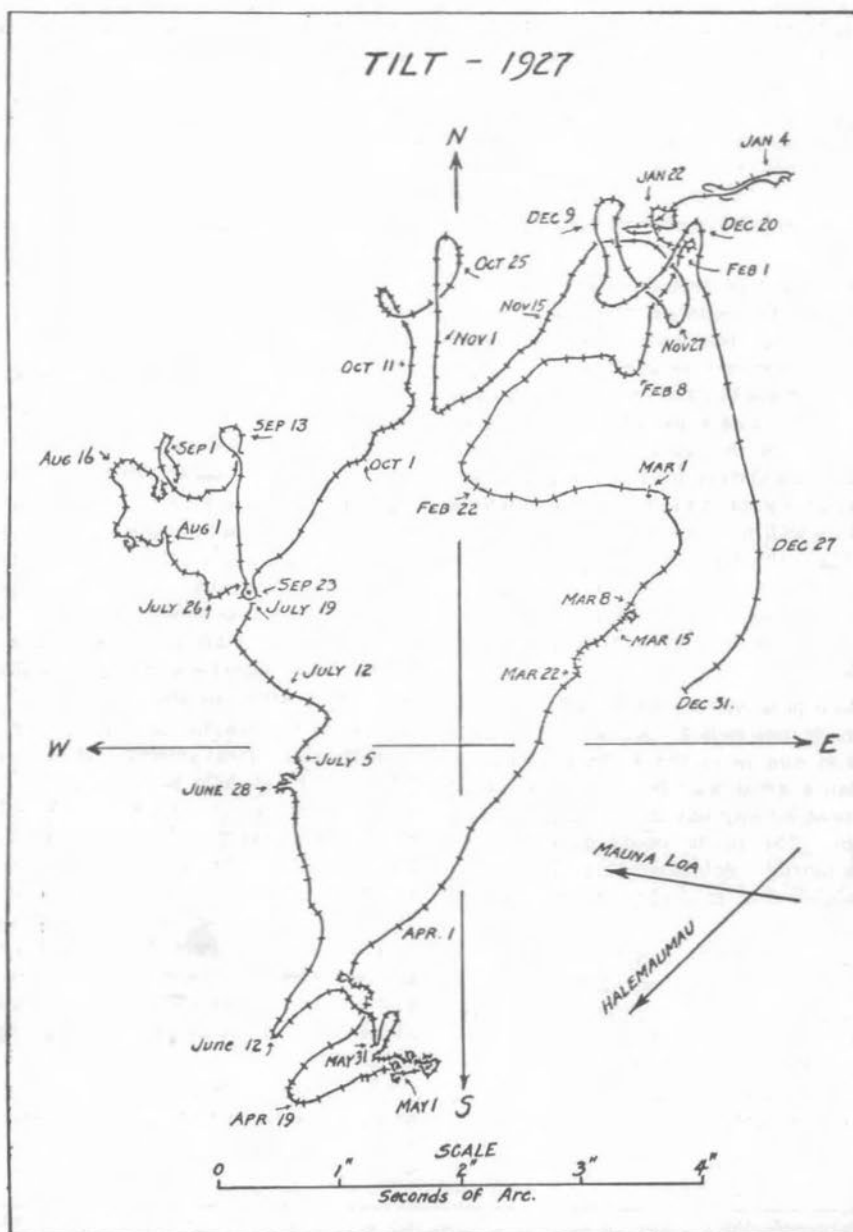 TILT - 1927
N
JAN 4
JAN 22
DEC 9
DEC 20
OCT 25
FEB 1
NOV 15
NOV 1
NOV 27
OCT 11
FEB 8
SEP 13
SEP 1
AUG 16
OCT 1
MAR 1
FEB 22
AUG 1
DEC 27
SEP 23
JULY 26
JULY 19
MAR 8
MAR 15
JULY 12
MAR 22
DEC 31
W
E
JULY 5
JUNE 28
MAUNA LOA
APR. 1
HALEMAUMAU
June 12
MAY 31
MAY 1
APR 19
S
SCALE
0 1" 2" 3" 4"
Seconds of Arc.